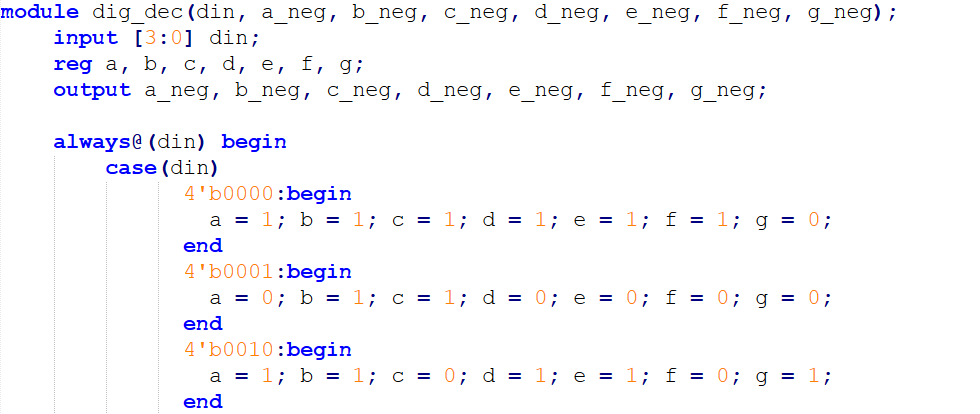 module dig_dec(din, a_neg, b_neg, c_neg, d_neg, e_neg, f_neg, g_neg);
input [3:0] din;
reg a, b, c, d, e, f, g;
output a_neg, b_neg, c_neg, d_neg, e_neg, f_neg, g_neg;
always@(din) begin
case(din)
4'b0000:begin
a = 1; b = 1; c = 1; d = 1; e = 1; f = 1; g = 0;
end
4'b0001:begin
a = 0; b = 1; c = 1; d = 0; e = 0; f = 0; g = 0;
end
4'b0010:begin
a = 1; b = 1; c = 0; d = 1; e = 1; f = 0; g = 1;
end